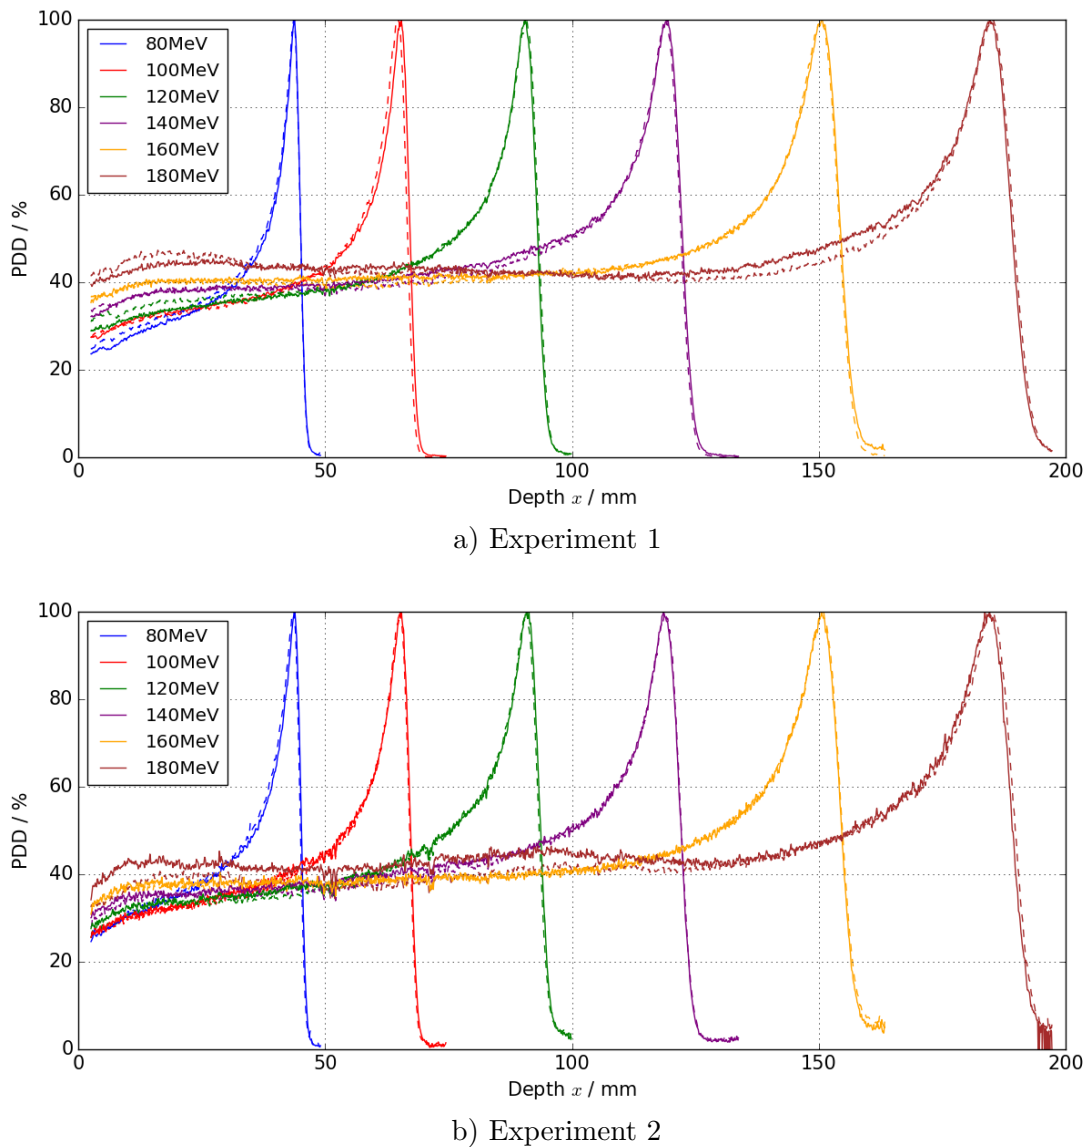 100
80
60
40
20
0
PDD / %
80MeV
100MeV
120MeV
140MeV
160MeV
180MeV
0 50 100 150 200
Depth x / mm
a) Experiment 1
100
80
60
40
20
0
PDD / %
80MeV
100MeV
120MeV
140MeV
160MeV
180MeV
0 50 100 150 200
Depth x / mm
b) Experiment 2